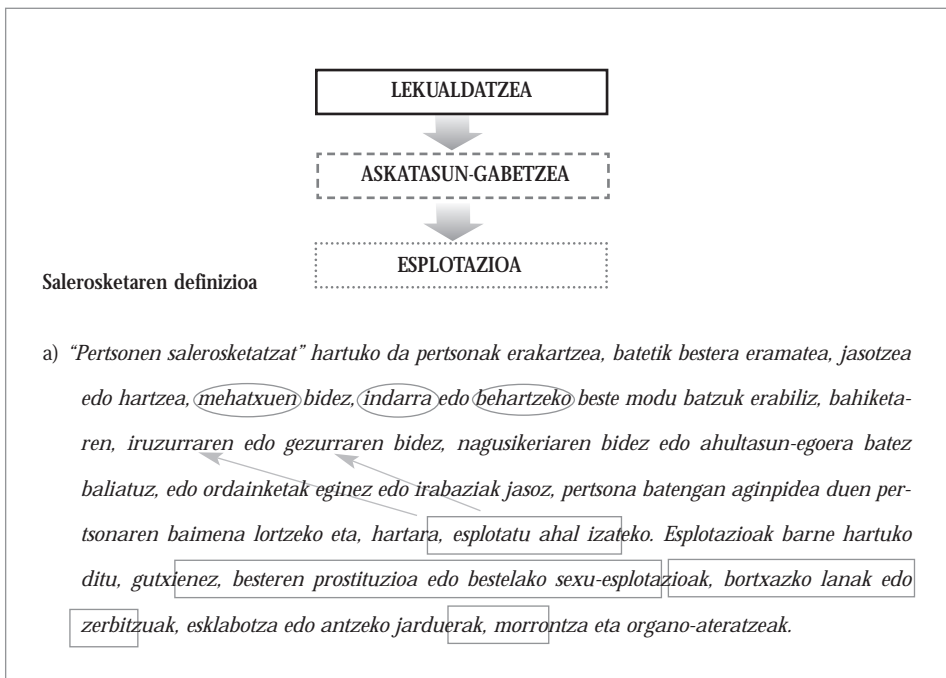 LEKUALDATZEA
ASKATASUN-GABETZEA
ESPLOTAZIOA
Salerosketaren definizioa
a) “Pertsonen salerosketatzat” hartuko da pertsonak erakartzea, batetik bestera eramatea, jasotzea
edo hartzea, mehatxuen bidez, indarra edo behartzeko beste modu batzuk erabiliz, bahiketa-
ren, iruzurraren edo gezurraren bidez, nagusikeriaren bidez edo ahultasun-egoera batez
baliatuz, edo ordainketak eginez edo irabaziak jasoz, pertsona batengan aginpidea duen per-
tsonaren baimena lortzeko eta, hartara, esplotatu ahal izateko. Esplotazioak barne hartuko
ditu, gutxienez, besteren prostituzioa edo bestelako sexu-esplotazioak, bortxazko lanak edo
zerbitzuak, esklabotza edo antzeko jarduerak, morrontza eta organo-ateratzeak.